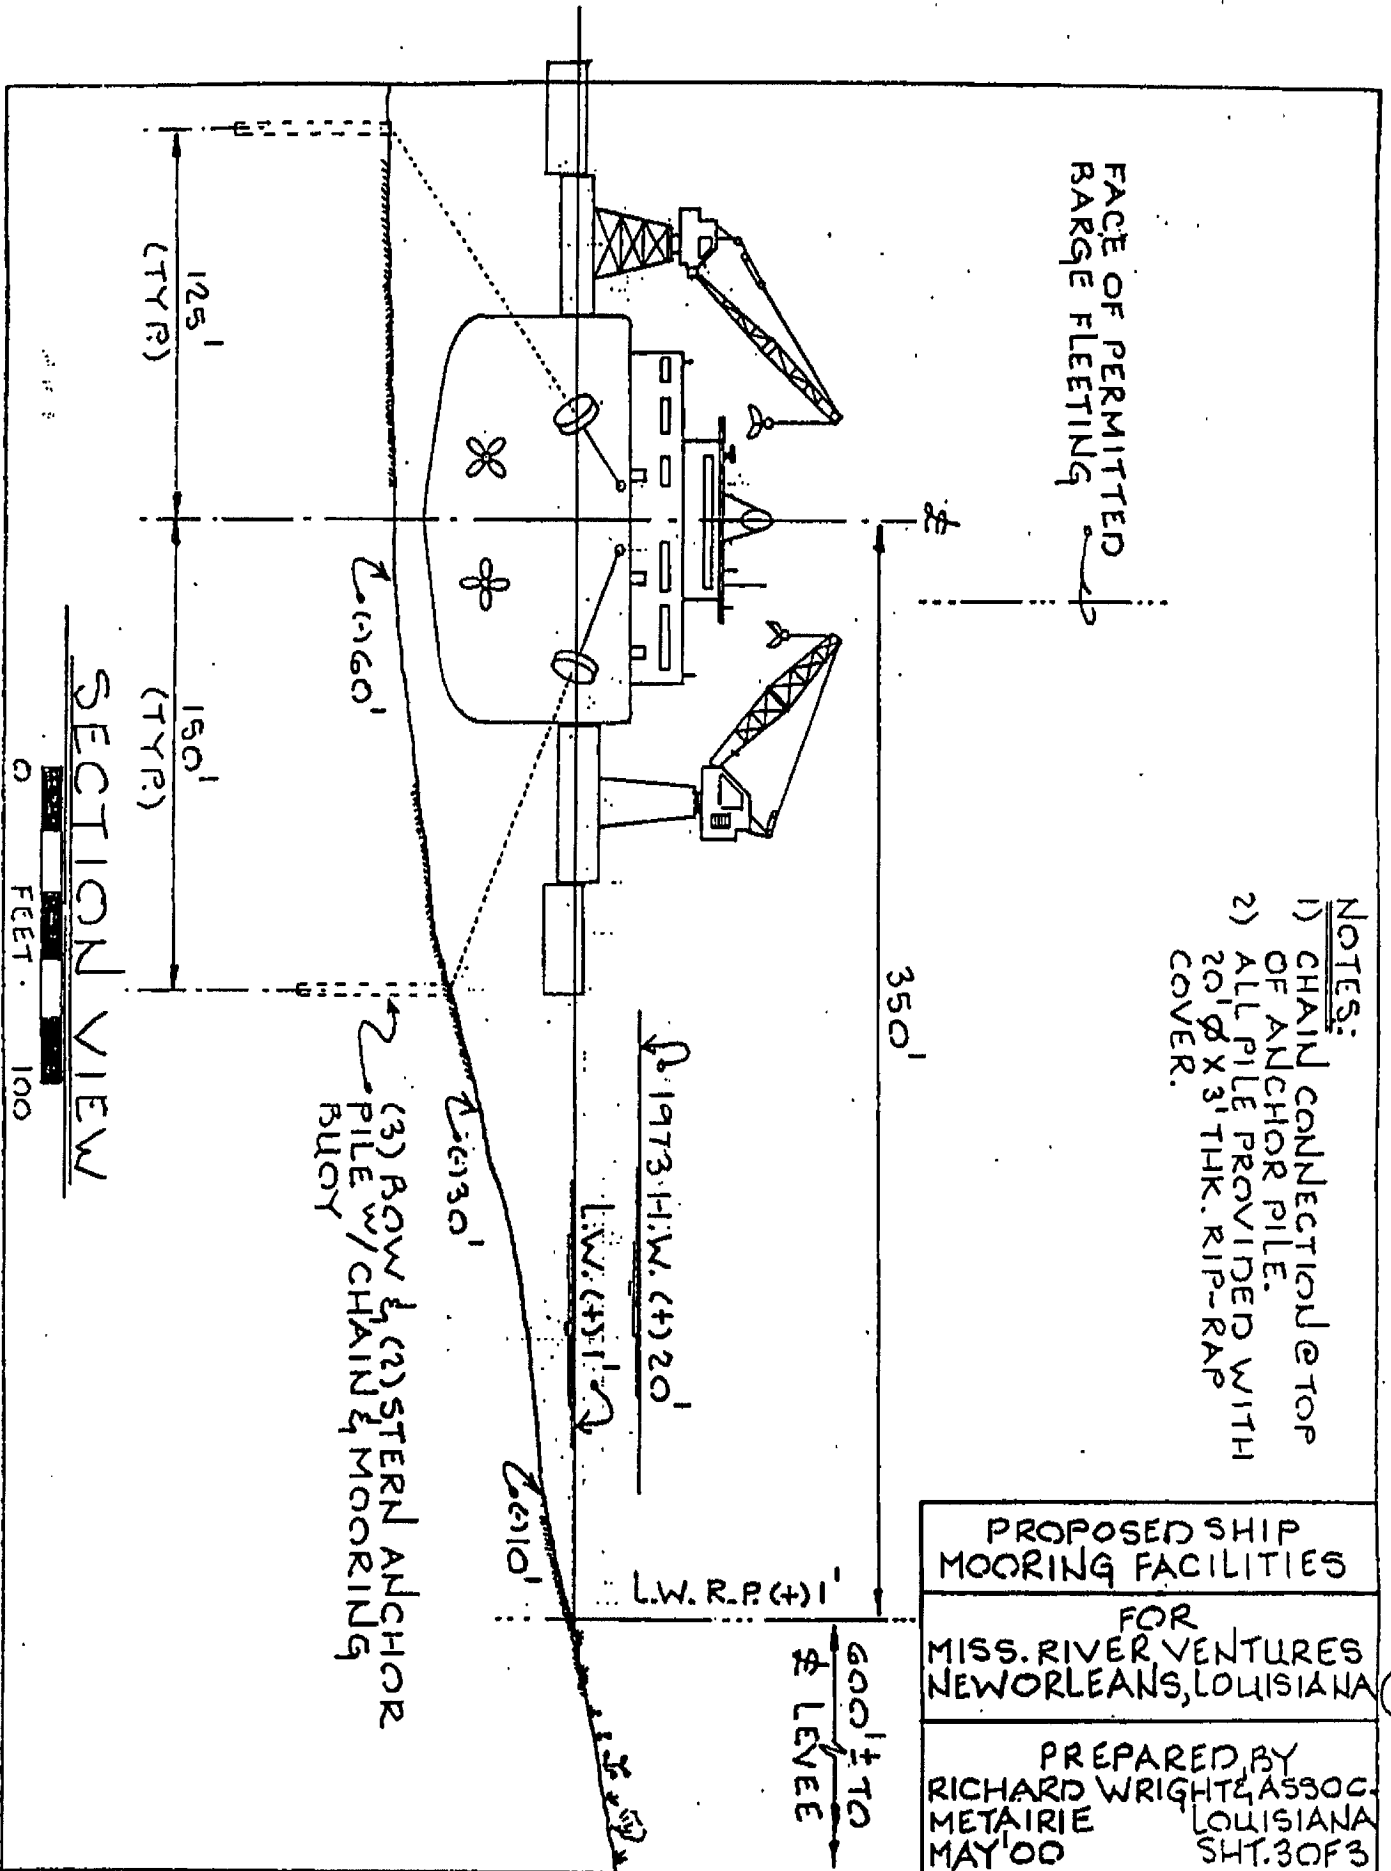 FACE OF PERMITTED
BARGE FLEETING
NOTES:
1) CHAIN CONNECTION @ TOP
OF ANCHOR PILE.
2) ALL PILE PROVIDED WITH
20'Ø X 3' THK. RIP-RAP
COVER.
350'
1973 H.W. (+) 20'
L.W. (+) 1'
L.W.R.P. (+) 1'
600'± TO
LEVEE
125'
(TYP.)
150'
(TYP.)
(-) 60'
(-) 30'
(-) 10'
(3) BOW & (2) STERN ANCHOR
PILE W/ CHAIN & MOORING
BUOY
SECTION VIEW
0 FEET 100
PROPOSED SHIP
MOORING FACILITIES
FOR
MISS. RIVER VENTURES
NEW ORLEANS, LOUISIANA
PREPARED BY
RICHARD WRIGHT & ASSOC.
METAIRIE LOUISIANA
MAY '00 SHT. 3 OF 3